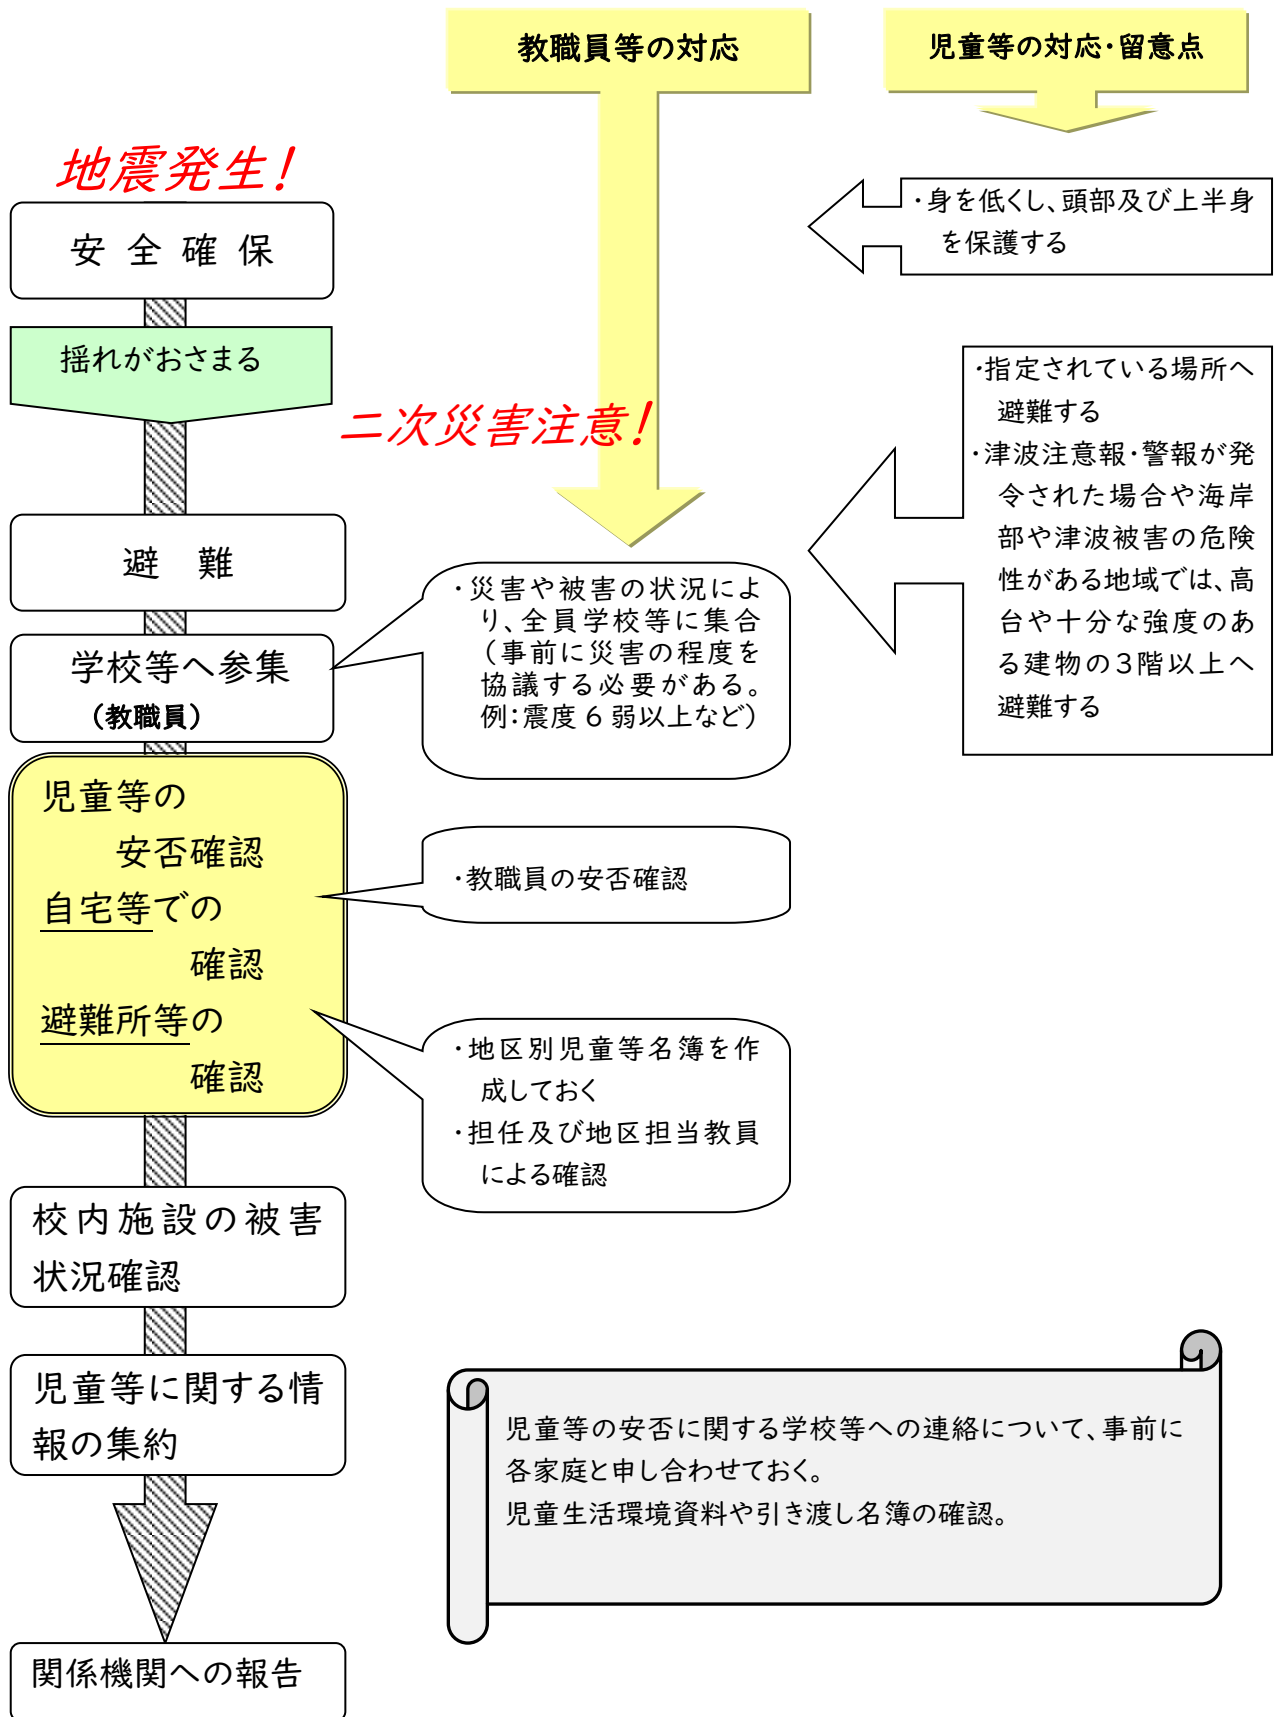 教職員等の対応
児童等の対応・留意点
地震発生！
安全確保
・身を低くし、頭部及び上半身
を保護する
揺れがおさまる
二次災害注意！
・指定されている場所へ
避難する
・津波注意報・警報が発
令された場合や海岸
部や津波被害の危険
性がある地域では、高
台や十分な強度のあ
る建物の３階以上へ
避難する
避　難
学校等へ参集
（教職員）
・災害や被害の状況によ
り、全員学校等に集合
（事前に災害の程度を
協議する必要がある。
例：震度６弱以上など）
児童等の
安否確認
自宅等での
確認
避難所等の
確認
・教職員の安否確認
・地区別児童等名簿を作
成しておく
・担任及び地区担当教員
による確認
校内施設の被害
状況確認
児童等に関する情
報の集約
児童等の安否に関する学校等への連絡について、事前に
各家庭と申し合わせておく。
児童生活環境資料や引き渡し名簿の確認。
関係機関への報告